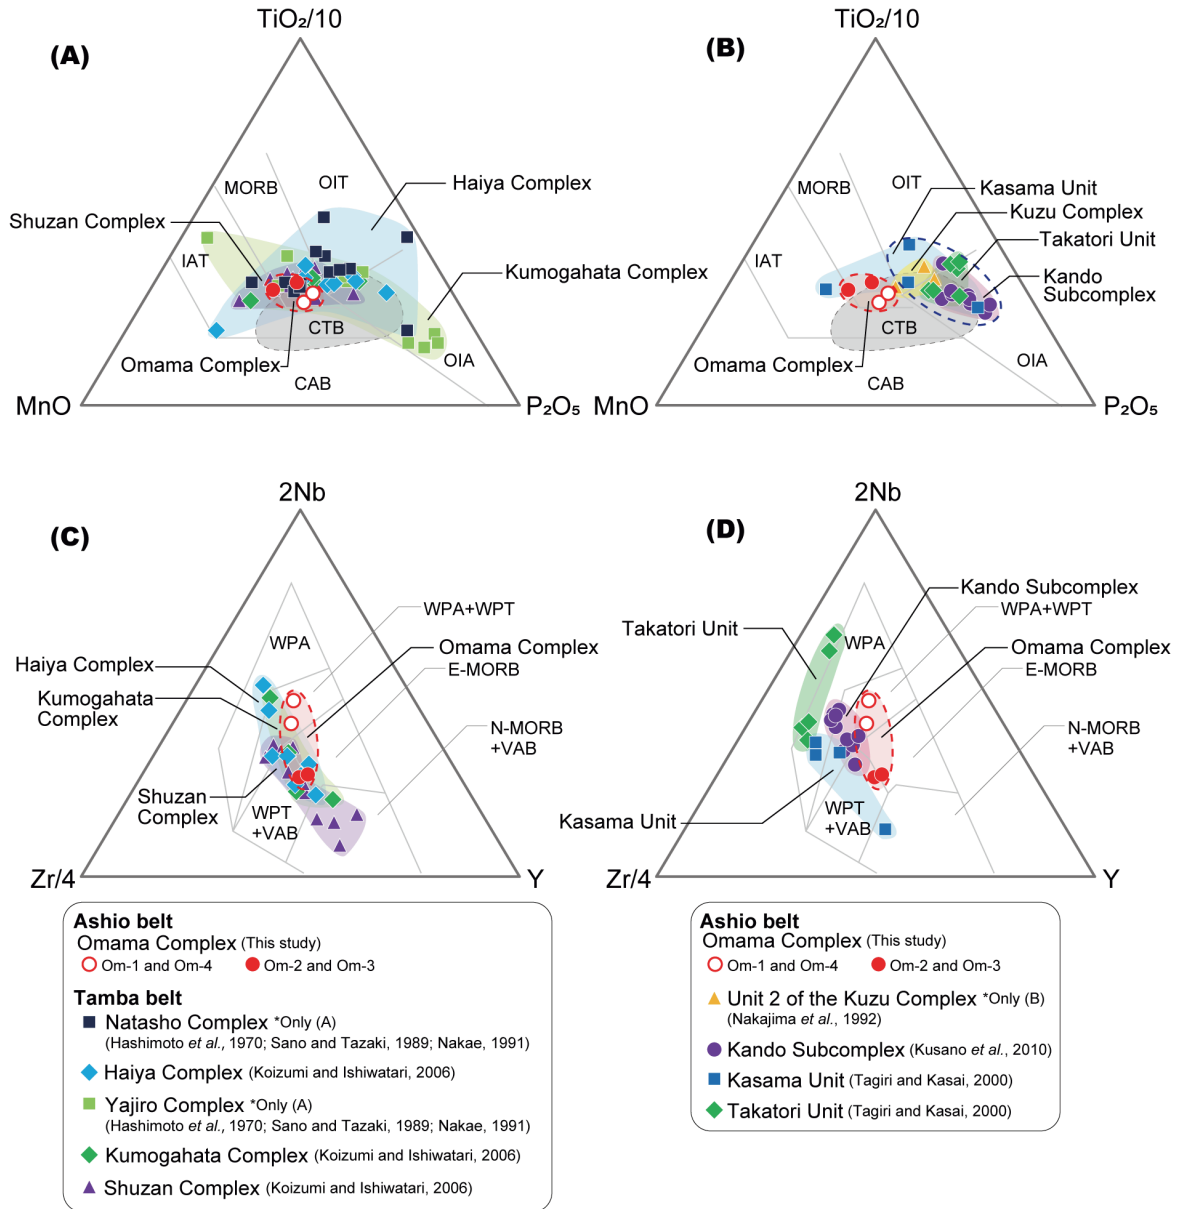 (A)
TiO₂/10
MORB
OIT
Haiya Complex
Shuzan Complex
IAT
Kumogahata Complex
CTB
Omama Complex
OIA
CAB
MnO
P₂O₅
(B)
TiO₂/10
MORB
OIT
Kasama Unit
Kuzu Complex
Takatori Unit
IAT
Kando
Subcomplex
CTB
Omama Complex
OIA
CAB
MnO
P₂O₅
(C)
2Nb
WPA+WPT
WPA
Omama Complex
Haiya Complex
E-MORB
Kumogahata
Complex
N-MORB
+VAB
Shuzan
Complex
WPT
+VAB
Zr/4
Y
(D)
2Nb
Kando Subcomplex
WPA+WPT
Takatori Unit
WPA
Omama Complex
E-MORB
N-MORB
+VAB
WPT
+VAB
Kasama Unit
Zr/4
Y
Ashio belt
Omama Complex (This study)
Om-1 and Om-4 Om-2 and Om-3
Tamba belt
Natasho Complex *Only (A)
(Hashimoto et al., 1970; Sano and Tazaki, 1989; Nakae, 1991)
Haiya Complex (Koizumi and Ishiwatari, 2006)
Yajiro Complex *Only (A)
(Hashimoto et al., 1970; Sano and Tazaki, 1989; Nakae, 1991)
Kumogahata Complex (Koizumi and Ishiwatari, 2006)
Shuzan Complex (Koizumi and Ishiwatari, 2006)
Ashio belt
Omama Complex (This study)
Om-1 and Om-4 Om-2 and Om-3
Unit 2 of the Kuzu Complex *Only (B)
(Nakajima et al., 1992)
Kando Subcomplex (Kusano et al., 2010)
Kasama Unit (Tagiri and Kasai, 2000)
Takatori Unit (Tagiri and Kasai, 2000)